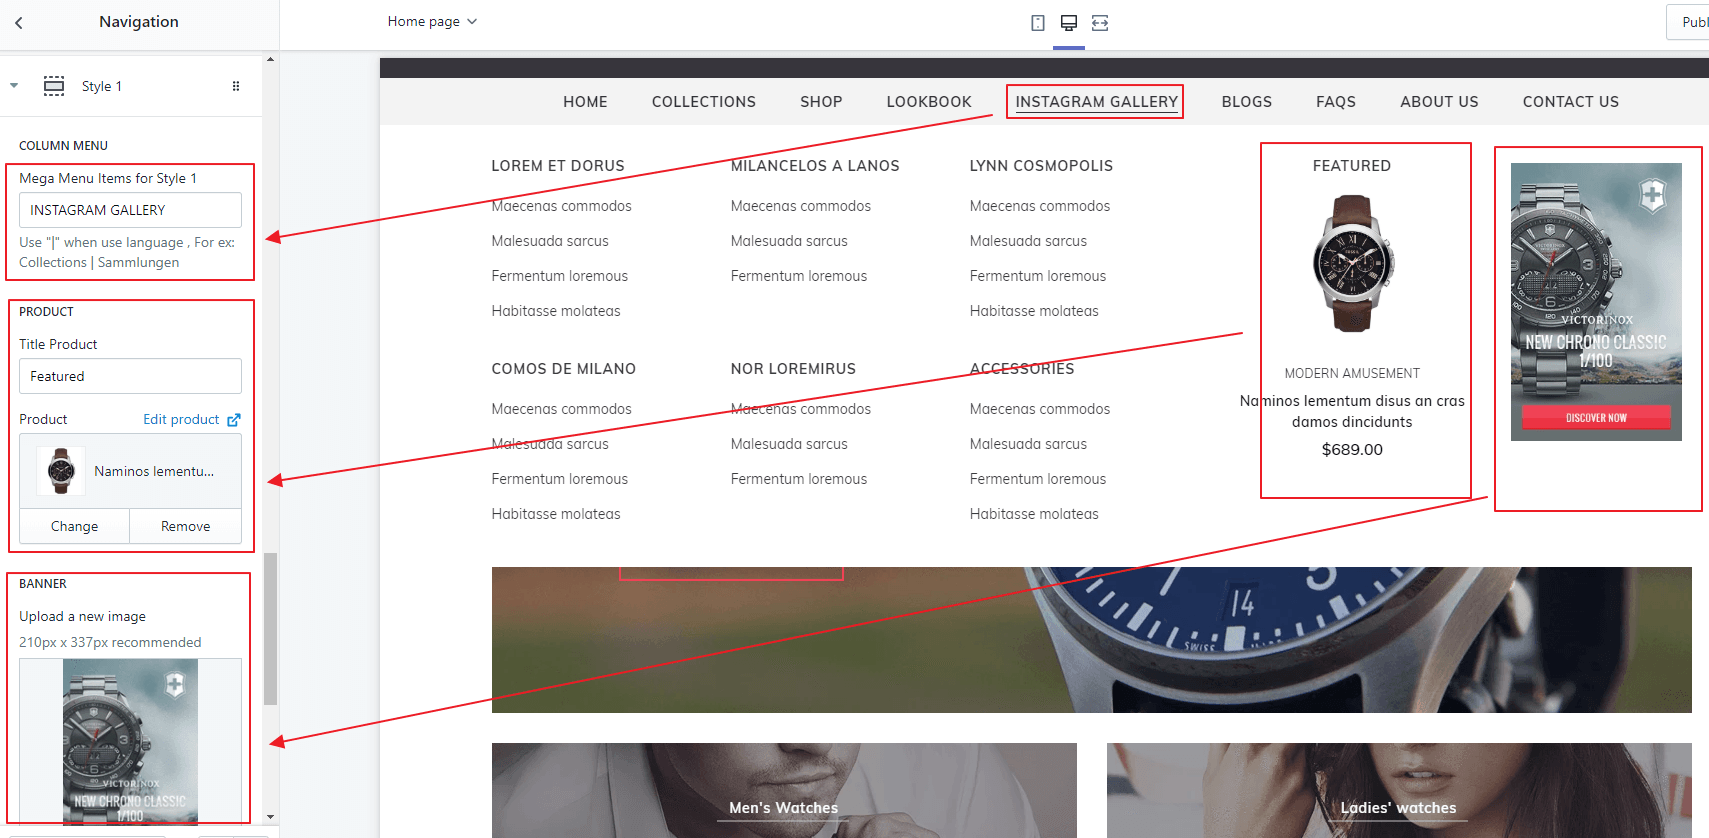 Navigation
Home page
Publ
Style 1
COLUMN MENU
Mega Menu Items for Style 1
INSTAGRAM GALLERY
Use "|" when use language , For ex:
Collections | Sammlungen
PRODUCT
Title Product
Featured
Product
Edit product
Naminos lementu...
Change
Remove
BANNER
Upload a new image
210px x 337px recommended
VICTORINOX
NEW CHRONO CLASSIC
1/100
HOME
COLLECTIONS
SHOP
LOOKBOOK
INSTAGRAM GALLERY
BLOGS
FAQS
ABOUT US
CONTACT US
LOREM ET DORUS
Maecenas commodos
Malesuada sarcus
Fermentum loremous
Habitasse molateas
MILANCELOS A LANOS
Maecenas commodos
Malesuada sarcus
Fermentum loremous
LYNN COSMOPOLIS
Maecenas commodos
Malesuada sarcus
Fermentum loremous
Habitasse molateas
COMOS DE MILANO
Maecenas commodos
Malesuada sarcus
Fermentum loremous
Habitasse molateas
NOR LOREMIRUS
Maecenas commodos
Malesuada sarcus
Fermentum loremous
ACCESSORIES
Maecenas commodos
Malesuada sarcus
Fermentum loremous
Habitasse molateas
FEATURED
MODERN AMUSEMENT
Naminos lementum disus an cras
damos dincidunts
$689.00
VICTORINOX
NEW CHRONO CLASSIC
1/100
DISCOVER NOW
14
SWISS
Men's Watches
Ladies' watches